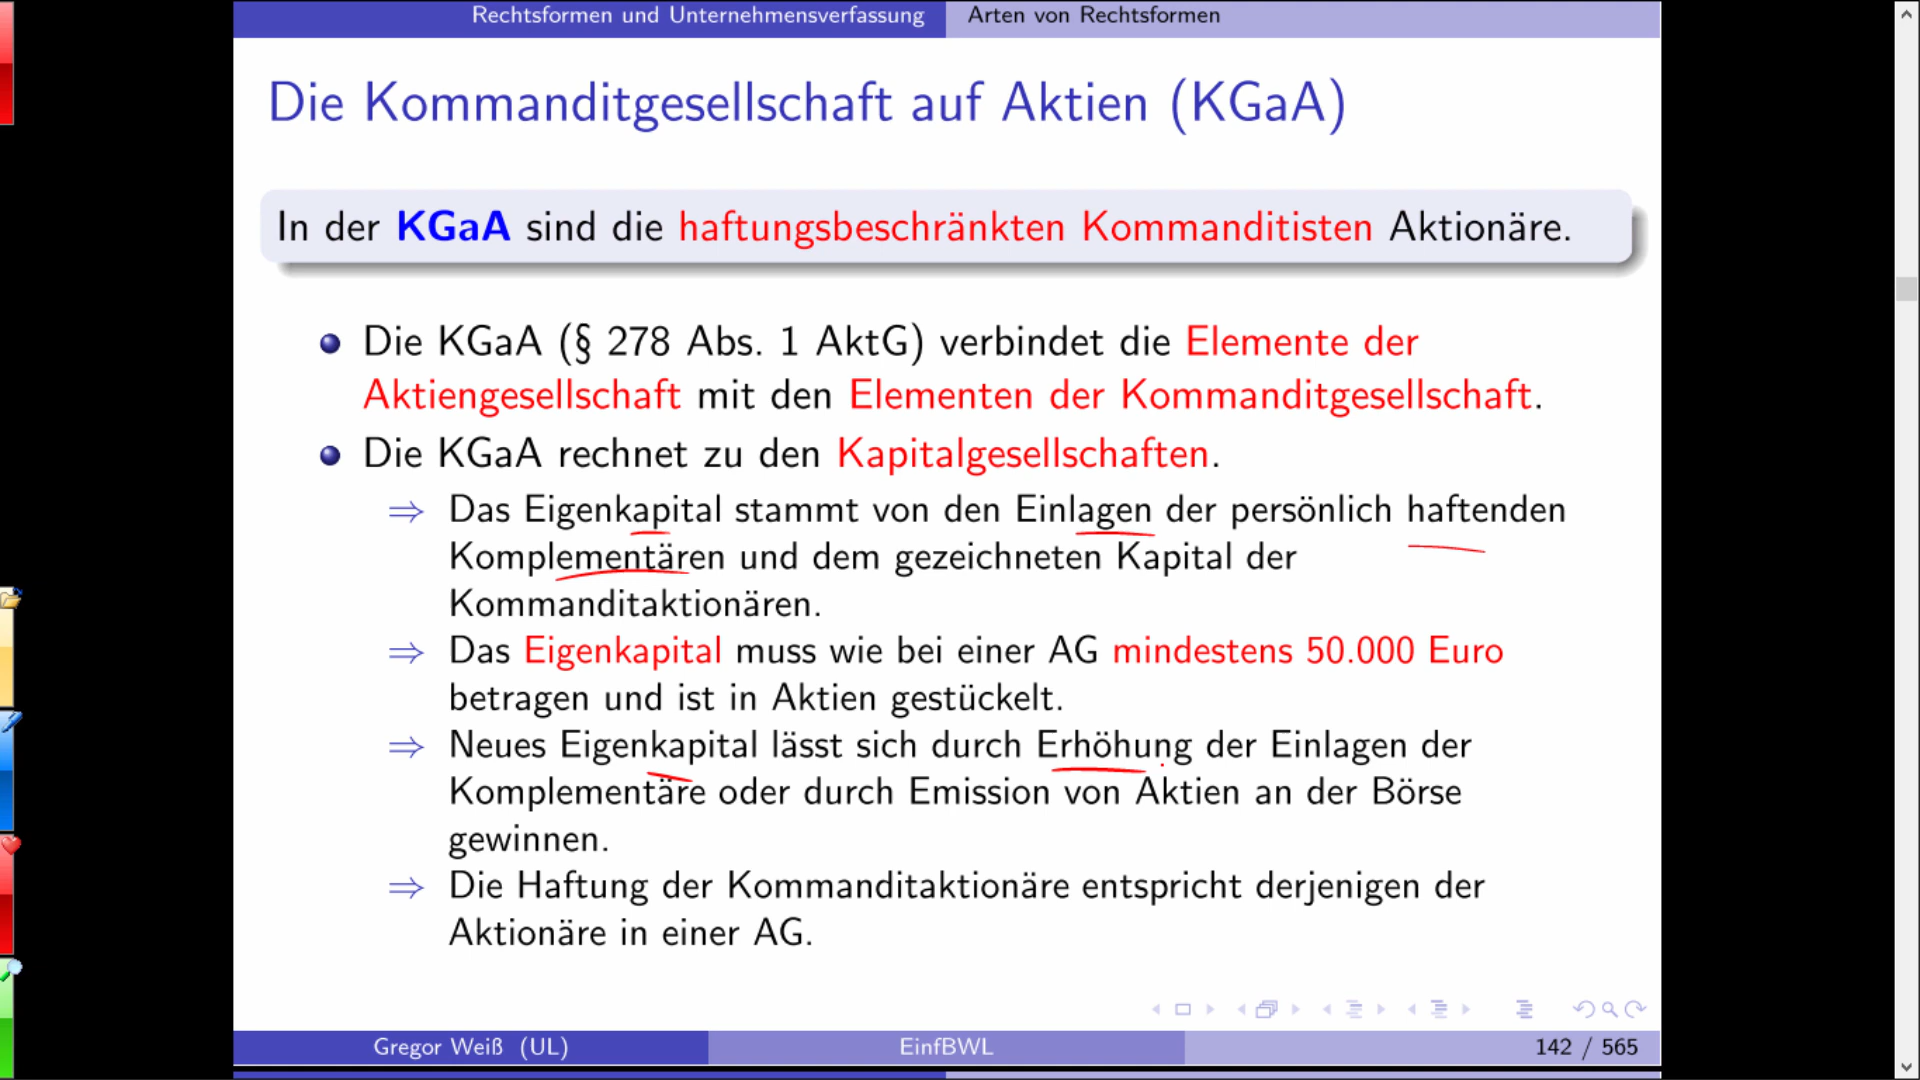 Rechtsformen und Unternehmensverfassung Arten von Rechtsformen
Die Kommanditgesellschaft auf Aktien (KGaA)
In der KGaA sind die haftungsbeschränkten Kommanditisten Aktionäre.
Die KGaA (§ 278 Abs. 1 AktG) verbindet die Elemente der
Aktiengesellschaft mit den Elementen der Kommanditgesellschaft.
Die KGaA rechnet zu den Kapitalgesellschaften.
⇒ Das Eigenkapital stammt von den Einlagen der persönlich haftenden
Komplementären und dem gezeichneten Kapital der
Kommanditaktionären.
⇒ Das Eigenkapital muss wie bei einer AG mindestens 50.000 Euro
betragen und ist in Aktien gestückelt.
⇒ Neues Eigenkapital lässt sich durch Erhöhung der Einlagen der
Komplementäre oder durch Emission von Aktien an der Börse
gewinnen.
⇒ Die Haftung der Kommanditaktionäre entspricht derjenigen der
Aktionäre in einer AG.
Gregor Weiß (UL) EinfBWL 142 / 565